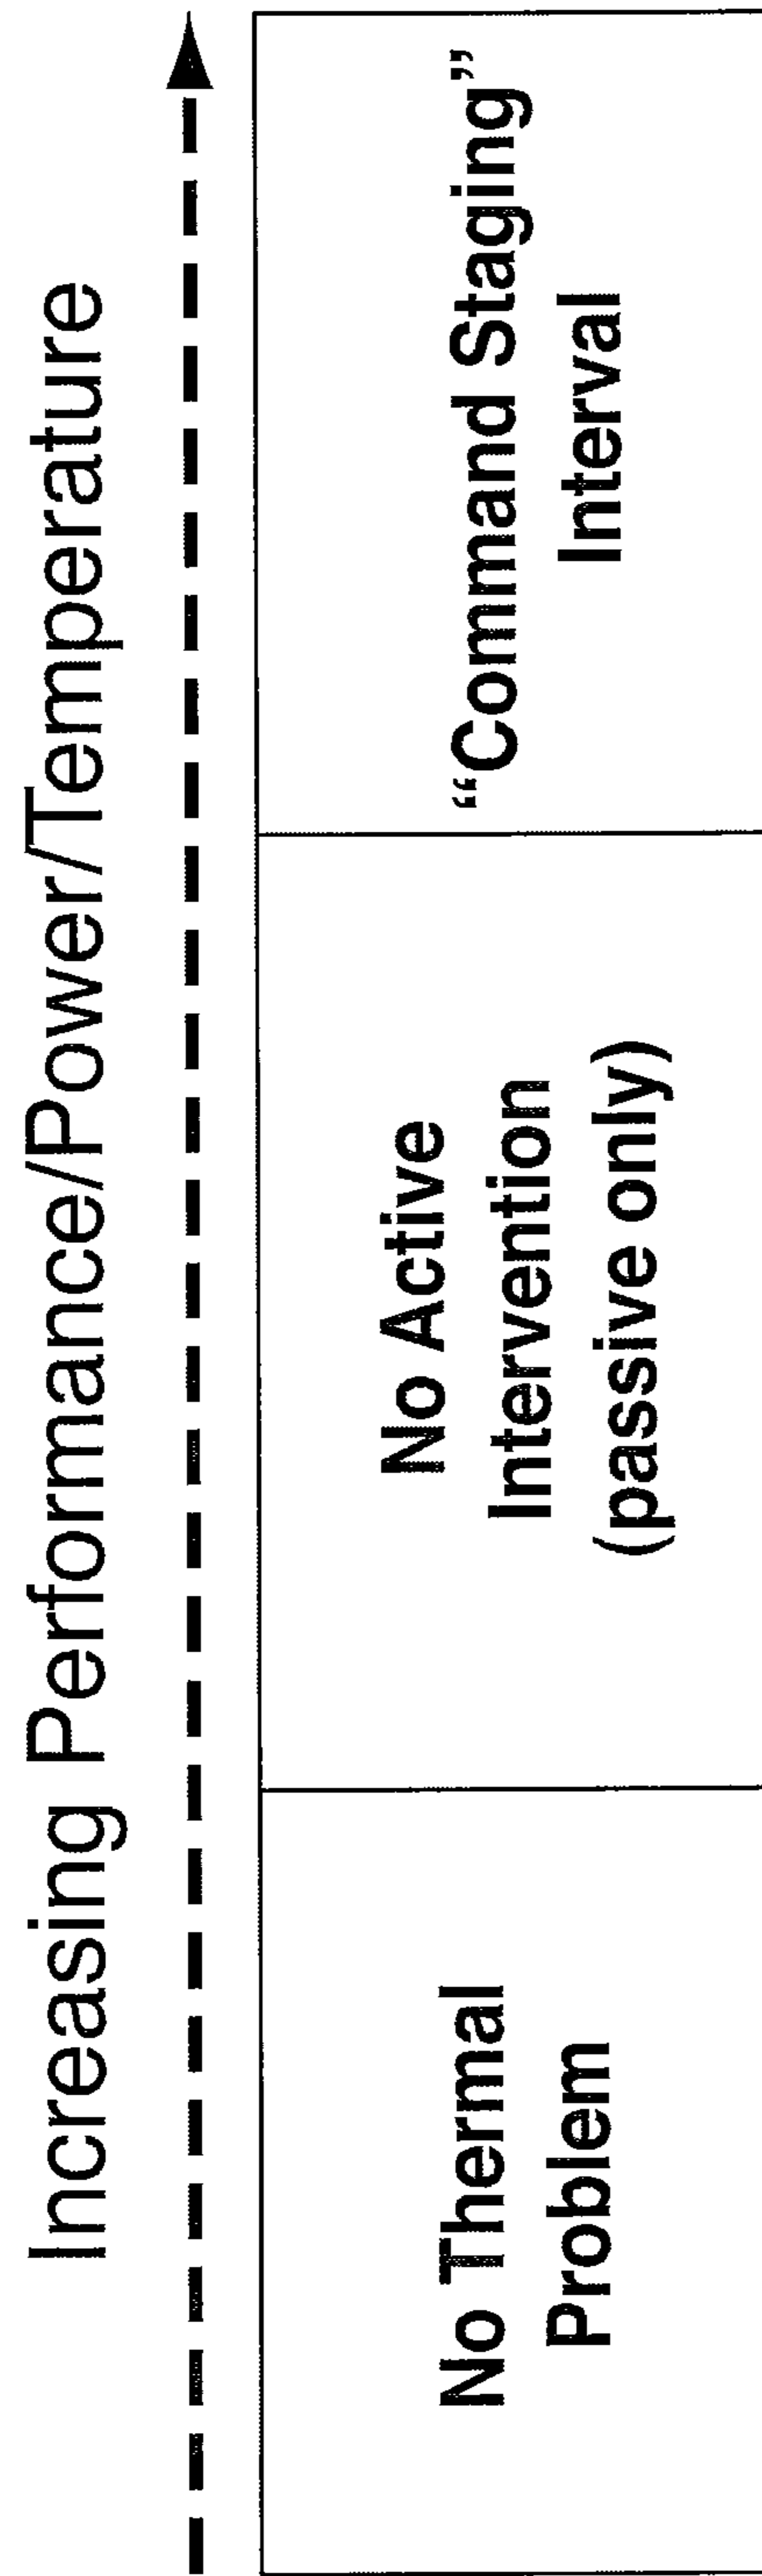 Increasing Performance/Power/Temperature
No Thermal
Problem
No Active
Intervention
(passive only)
“Command Staging”
Interval